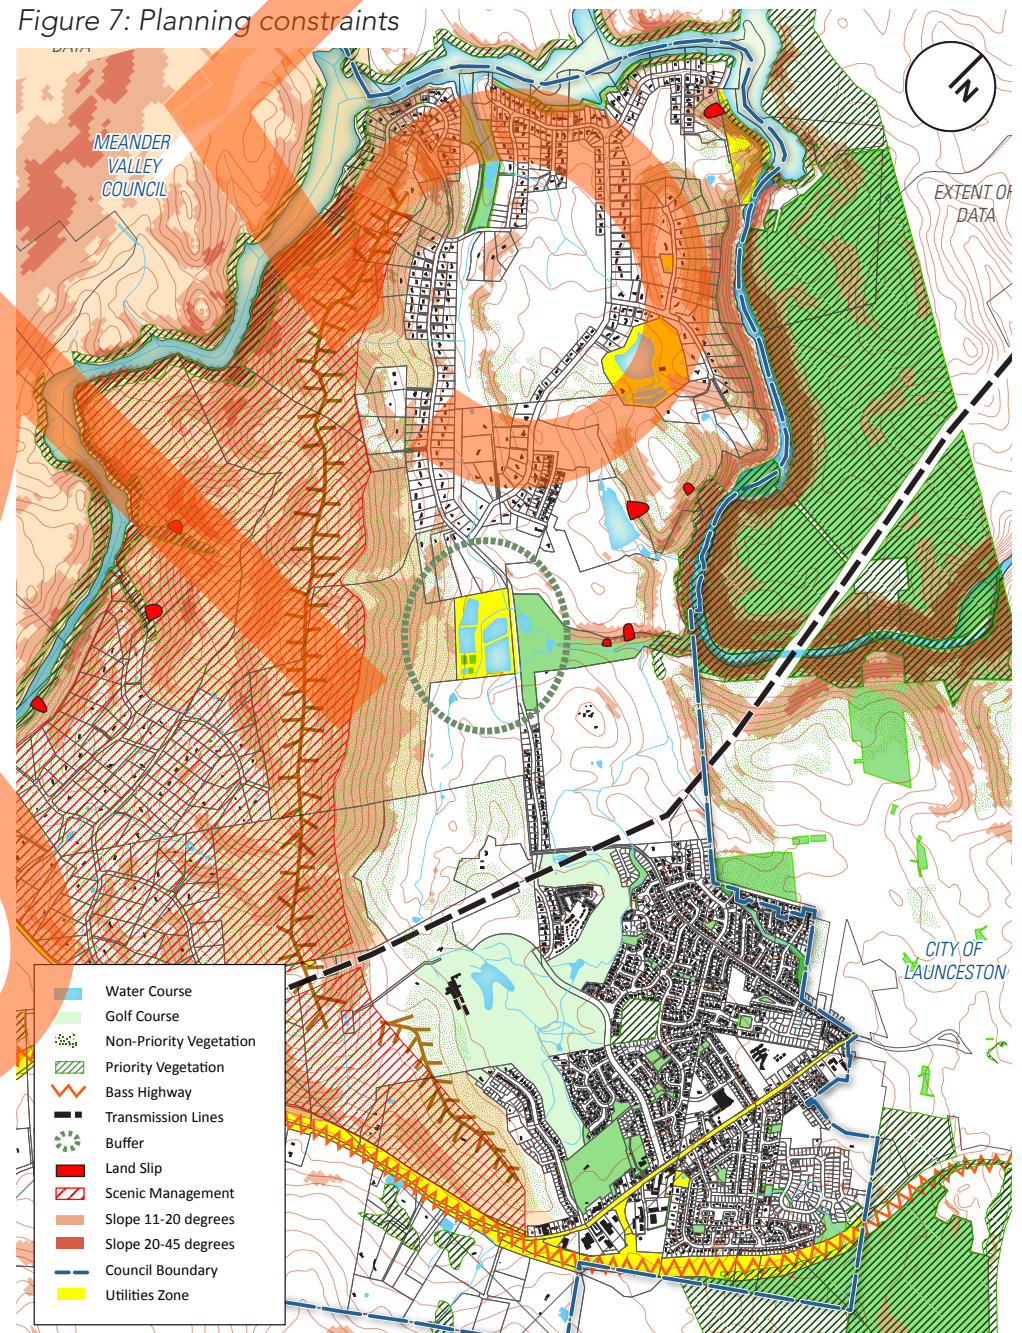 Figure 7: Planning constraints
DATA
MEANDER
VALLEY
COUNCIL
N
EXTENT OF
DATA
CITY OF
LAUNCESTON
Water Course
Golf Course
Non-Priority Vegetation
Priority Vegetation
Bass Highway
Transmission Lines
Buffer
Land Slip
Scenic Management
Slope 11-20 degrees
Slope 20-45 degrees
Council Boundary
Utilities Zone